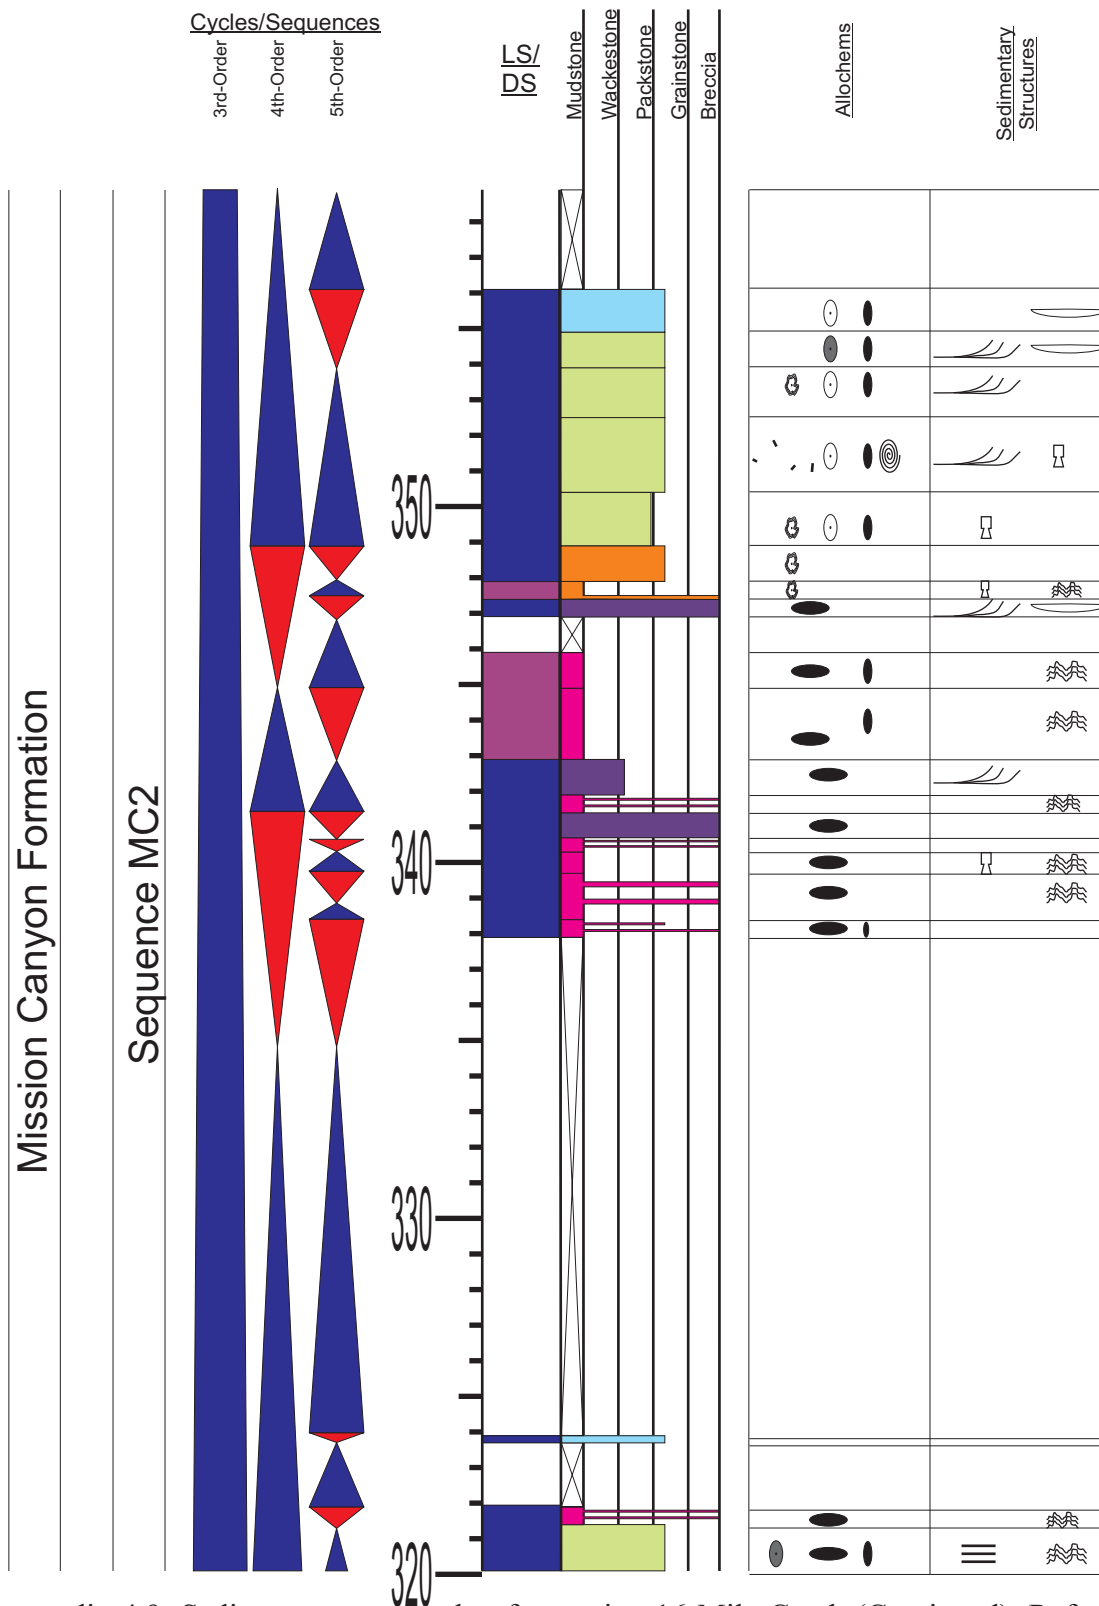 Cycles/Sequences
3rd-Order
4th-Order
5th-Order
LS/
DS
Mudstone
Wackestone
Packstone
Grainstone
Breccia
Allochems
Sedimentary
Structures
Mission Canyon Formation
Sequence MC2
350
340
330
320